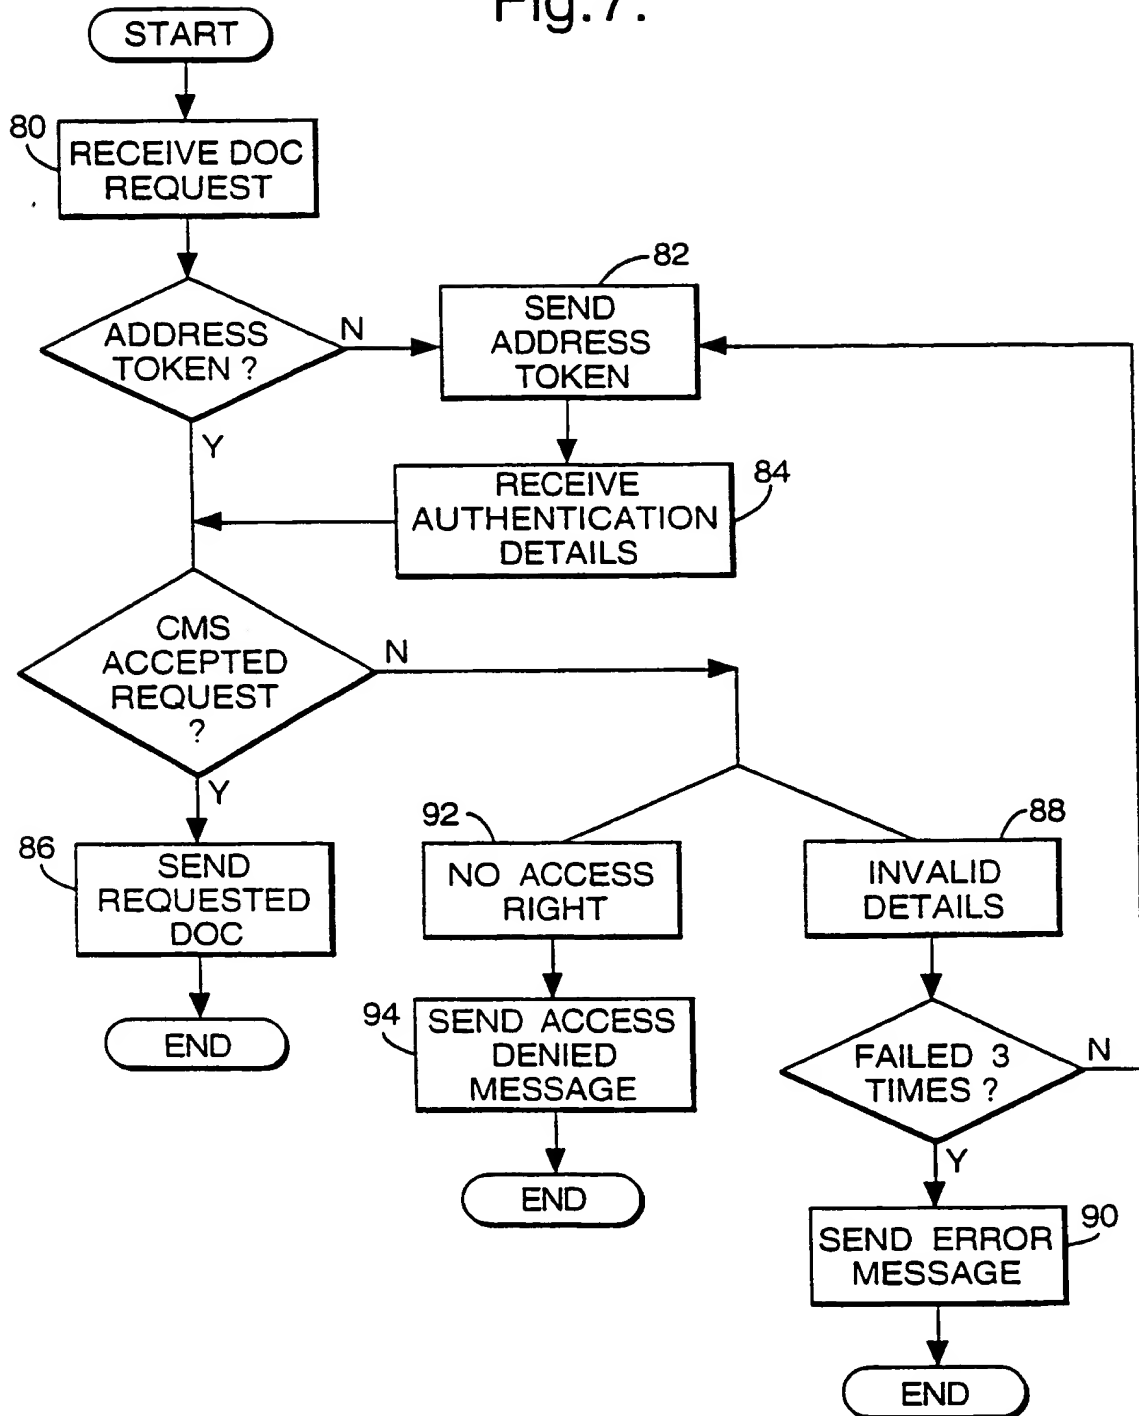 Fig.7.
START
80
RECEIVE DOC
REQUEST
ADDRESS
TOKEN ?
N
Y
82
SEND
ADDRESS
TOKEN
84
RECEIVE
AUTHENTICATION
DETAILS
CMS
ACCEPTED
REQUEST
?
N
Y
86
SEND
REQUESTED
DOC
END
92
NO ACCESS
RIGHT
94
SEND ACCESS
DENIED
MESSAGE
END
88
INVALID
DETAILS
FAILED 3
TIMES ?
N
Y
90
SEND ERROR
MESSAGE
END